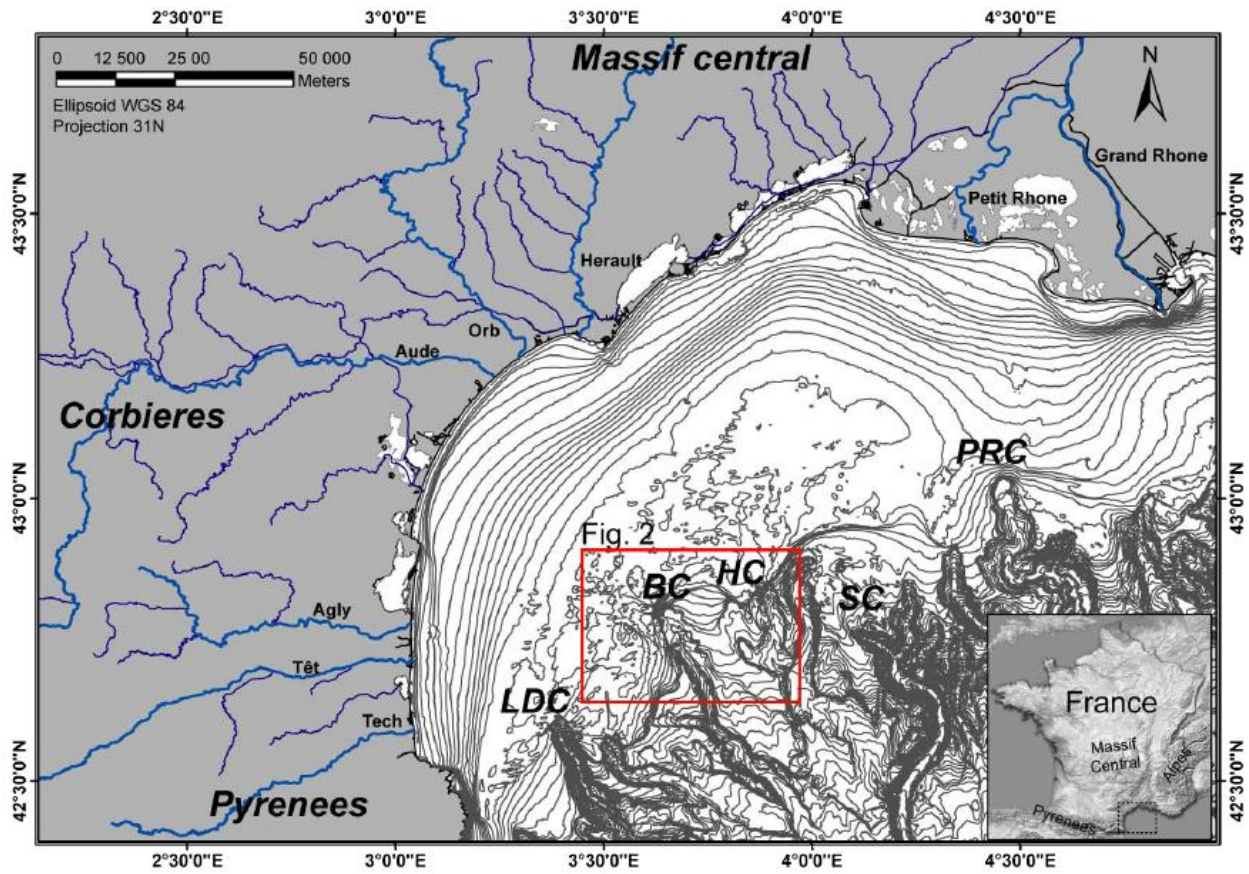 2°30'0"E 3°0'0"E 3°30'0"E 4°0'0"E 4°30'0"E
0 12 500 25 00 50 000
Meters
Ellipsoid WGS 84
Projection 31N
Massif central
N
Grand Rhone
Petit Rhone
43°30'0"N
43°30'0"N
Herault
Orb
Aude
Corbieres
PRC
43°0'0"N
43°0'0"N
Fig. 2
BC
HC
SC
Agly
Têt
LDC
Tech
France
Massif
Central
Alpes
Pyrenees
42°30'0"N
42°30'0"N
Pyrenees
2°30'0"E 3°0'0"E 3°30'0"E 4°0'0"E 4°30'0"E